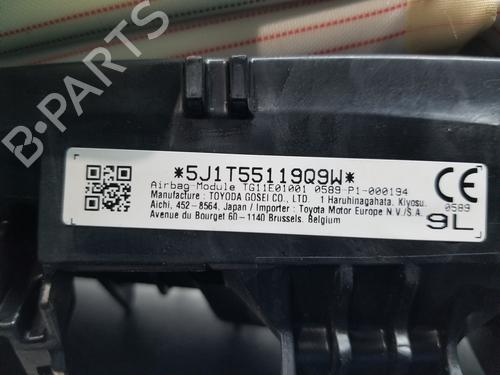 *5J1T55119Q9W*
Airbag Module TG11E01001 0589-P1-000194
Manufacture : TOYODA GOSEI CO., LTD. 1 Haruhinagahata, Kiyosu,
Aichi, 452-8564, Japan / Importer : Toyota Motor Europe N.V./S.A.
Avenue du Bourget 60-1140 Brussels. Belgium
CE
0589
9L
B-PARTS